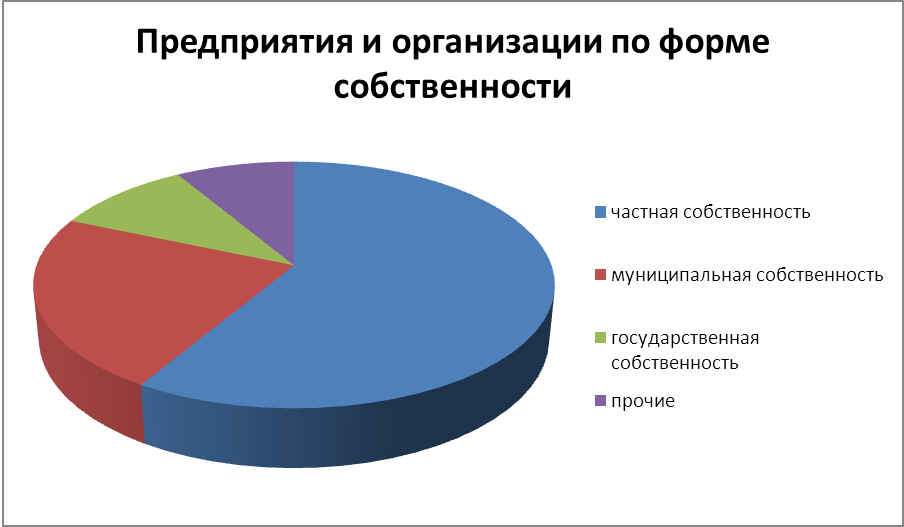 Предприятия и организации по форме
собственности
частная собственность
муниципальная собственность
государственная
собственность
прочие